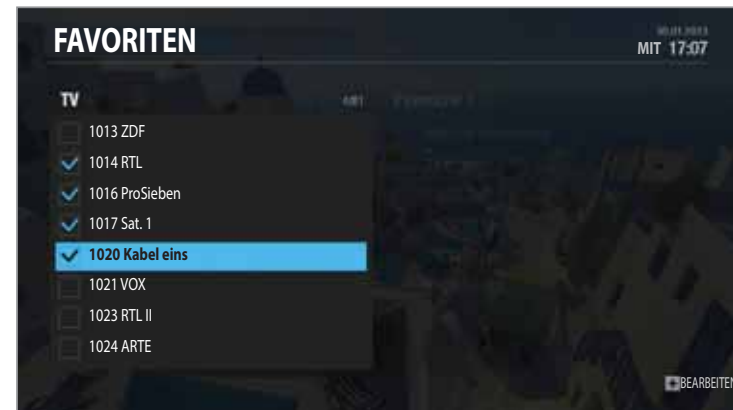 FAVORITEN
MIT 17:07
TV
1013 ZDF
1014 RTL
1016 ProSieben
1017 Sat. 1
1020 Kabel eins
1021 VOX
1023 RTL II
1024 ARTE
BEARBEITEN